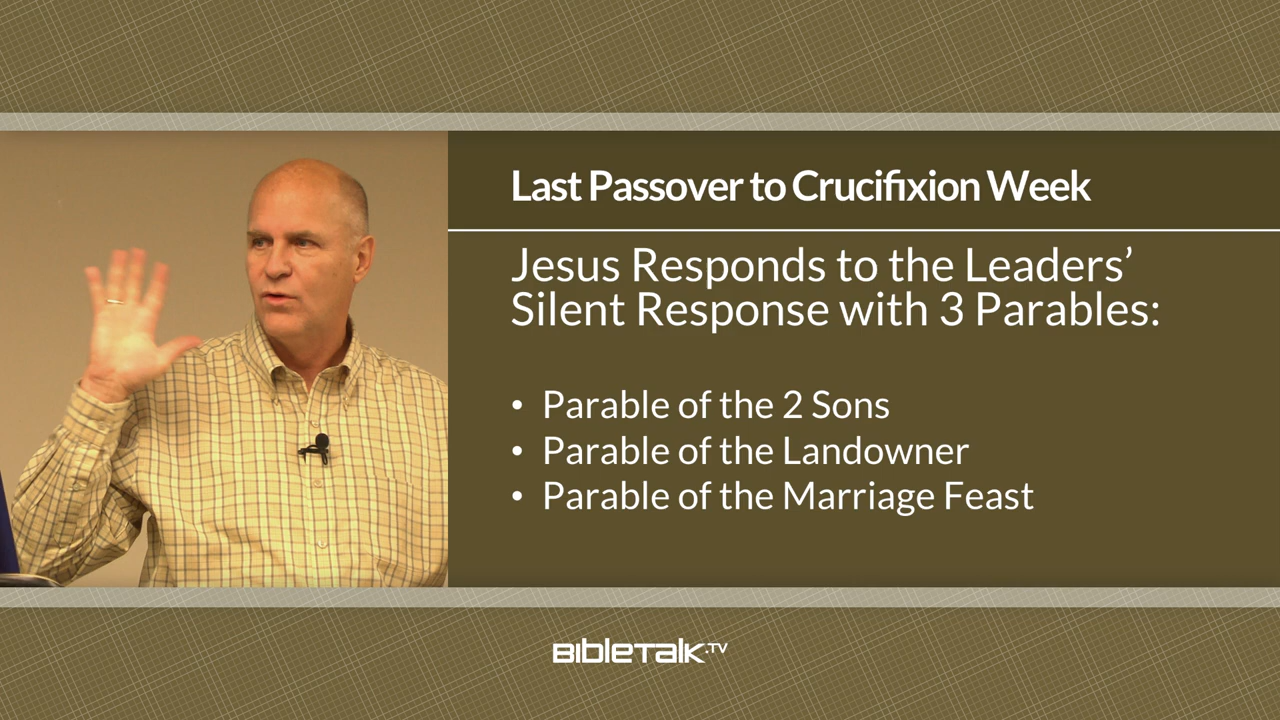 Last Passover to Crucifixion Week
Jesus Responds to the Leaders’
Silent Response with 3 Parables:
• Parable of the 2 Sons
• Parable of the Landowner
• Parable of the Marriage Feast
BibleTalk.TV